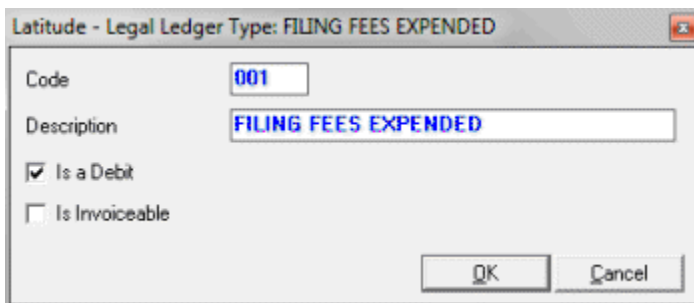 Latitude - Legal Ledger Type: FILING FEES EXPENDED
Code 001
Description FILING FEES EXPENDED
Is a Debit
Is Invoiceable
OK Cancel